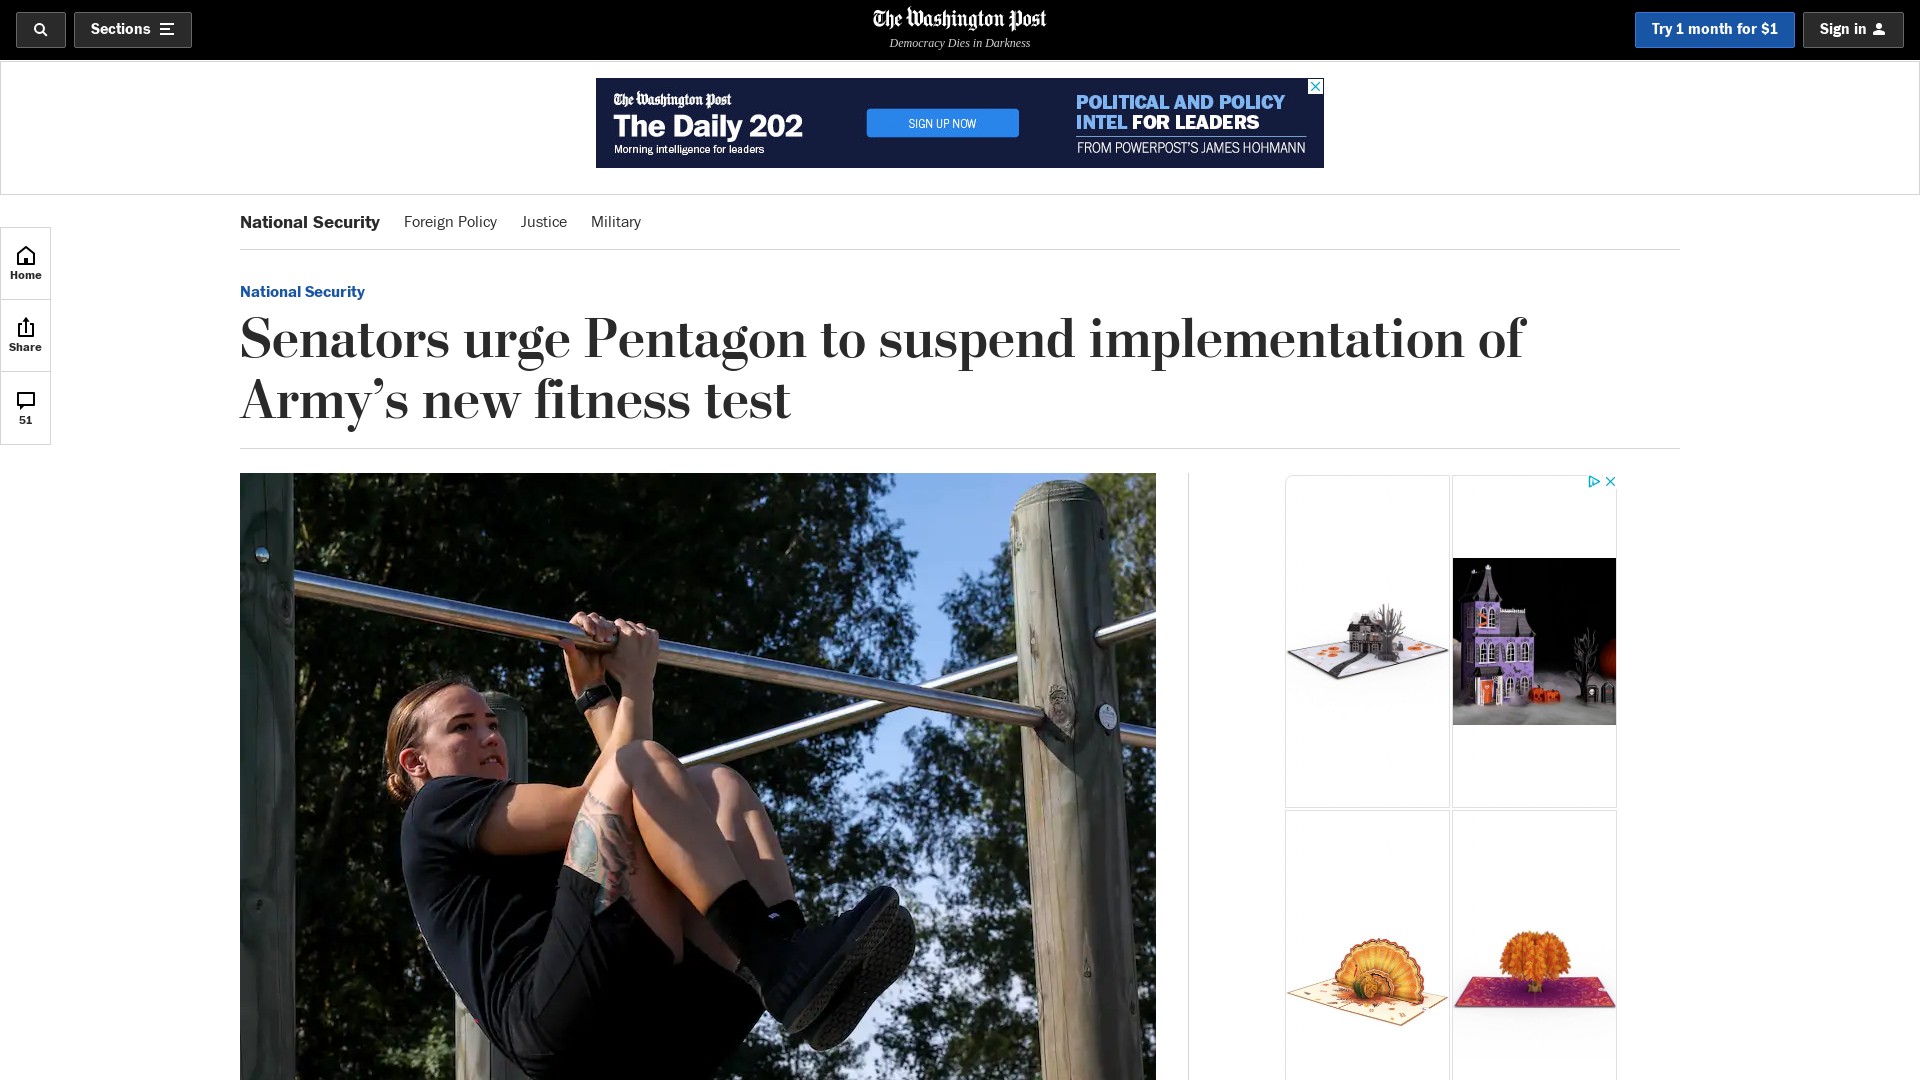 Sections
The Washington Post
Democracy Dies in Darkness
Try 1 month for $1
Sign in
The Washington Post
The Daily 202
Morning intelligence for leaders
SIGN UP NOW
POLITICAL AND POLICY
INTEL FOR LEADERS
FROM POWERPOST'S JAMES HOHMANN
National Security
Foreign Policy
Justice
Military
Home
Share
51
National Security
Senators urge Pentagon to suspend implementation of
Army’s new fitness test